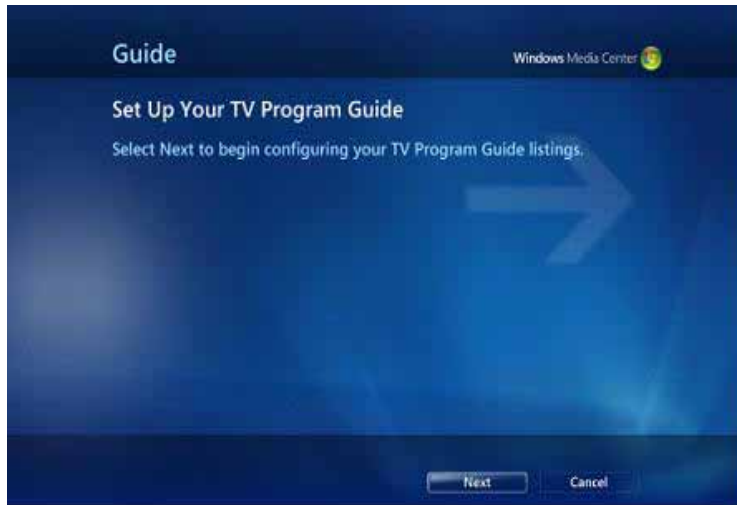 Guide
Windows Media Center
Set Up Your TV Program Guide
Select Next to begin configuring your TV Program Guide listings.
Next
Cancel